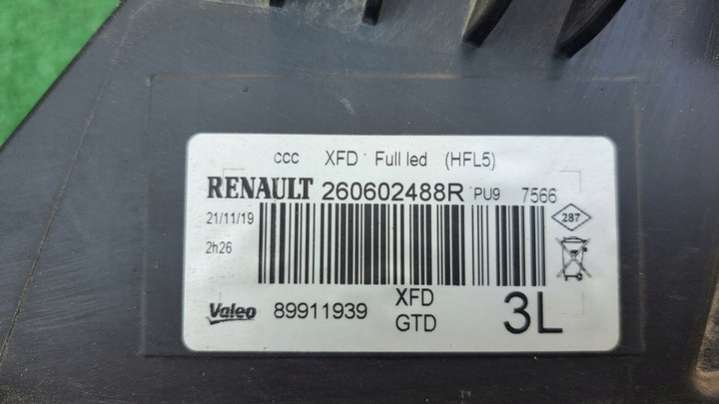 ccc XFD Full led (HFL5)
RENAULT 260602488R PU9 7566
21/11/19
287
2h26
Valeo 89911939 XFD
GTD
3L